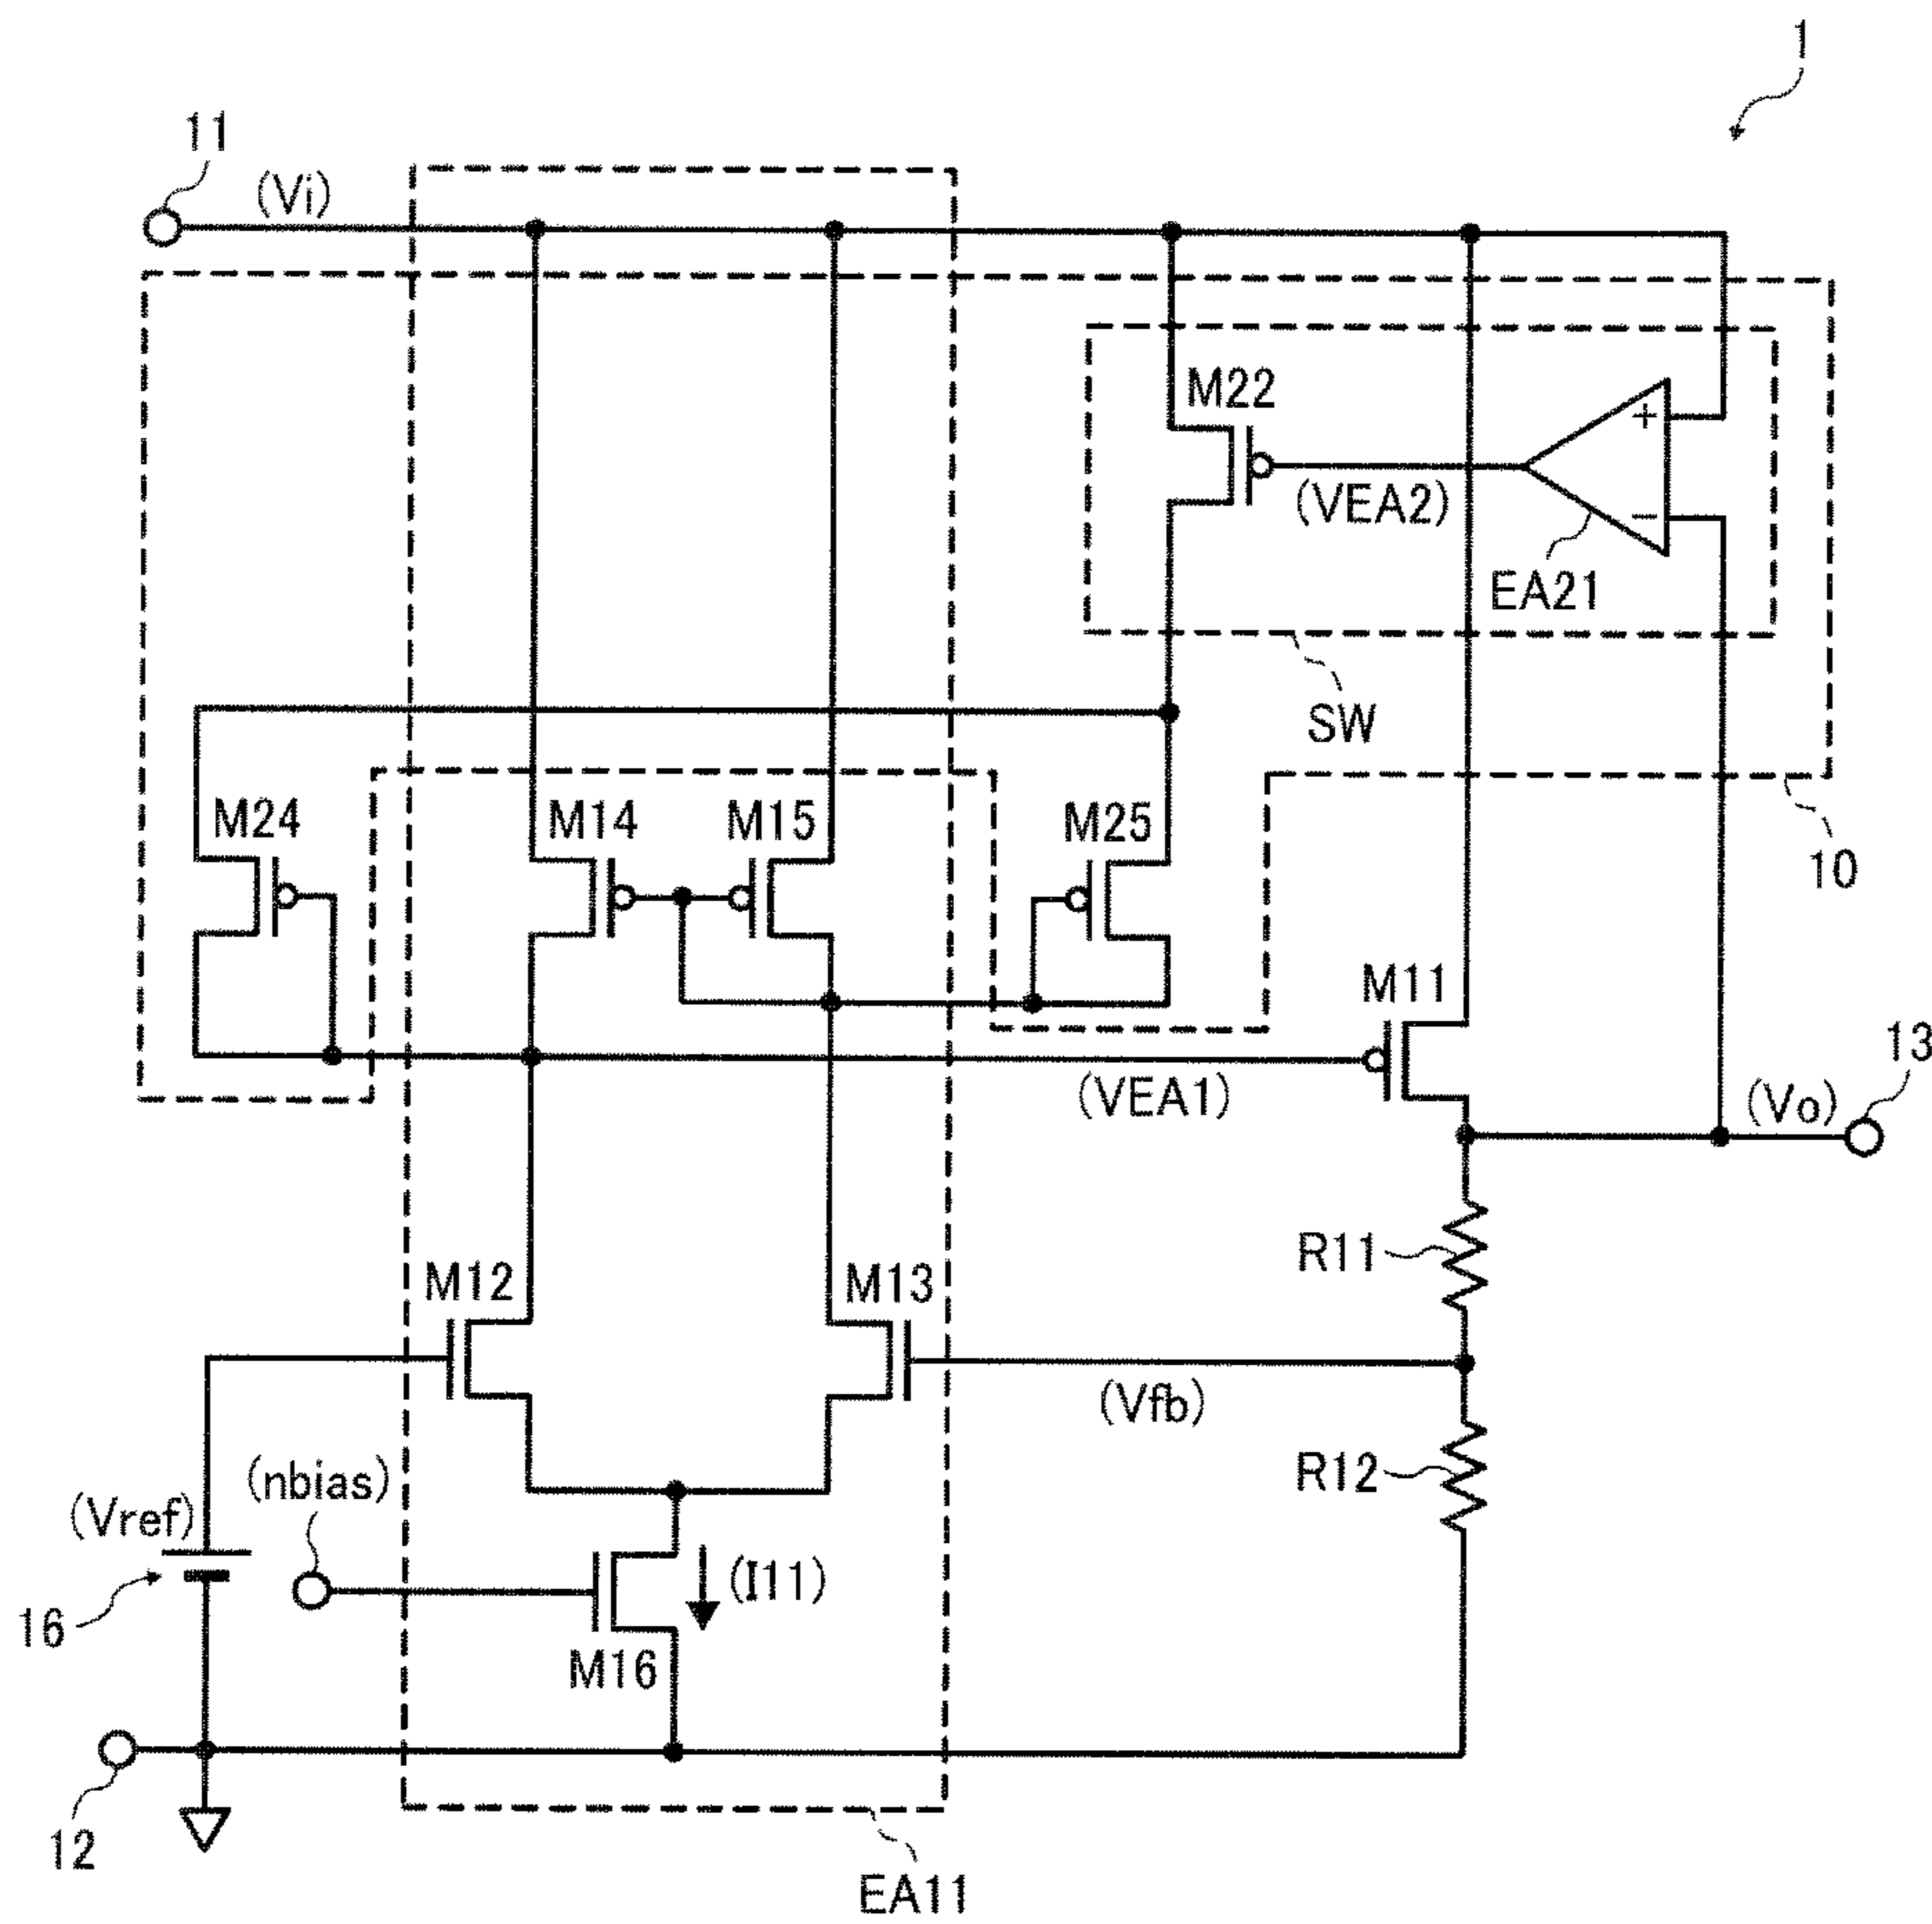 1
11
(Vi)
M22
+
(VEA2)
−
EA21
SW
M24
M14
M15
M25
10
M11
13
(VEA1)
(Vo)
R11
M12
M13
(Vfb)
R12
(nbias)
(Vref)
(I11)
16
M16
12
EA11